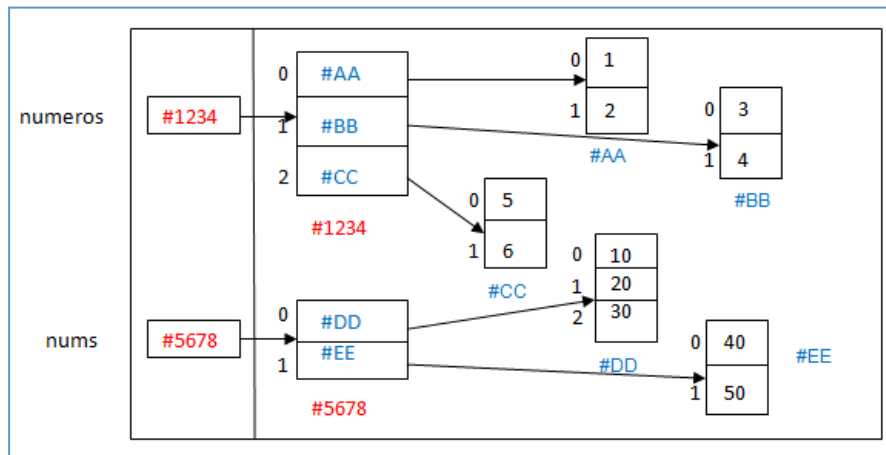 numeros
#1234
0 #AA
1 #BB
2 #CC
#1234
0 1
1 2
#AA
0 3
1 4
#BB
0 5
1 6
#CC
nums
#5678
0 #DD
1 #EE
#5678
0 10
1 20
2 30
#DD
0 40
1 50
#EE